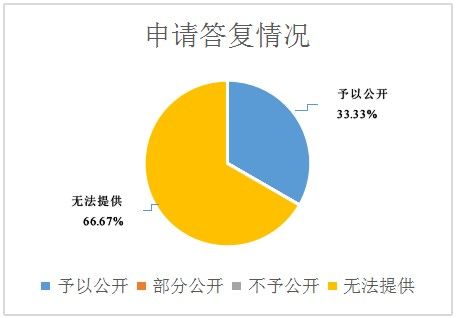 申请答复情况
予以公开
33.33%
无法提供
66.67%
予以公开 部分公开 不予公开 无法提供